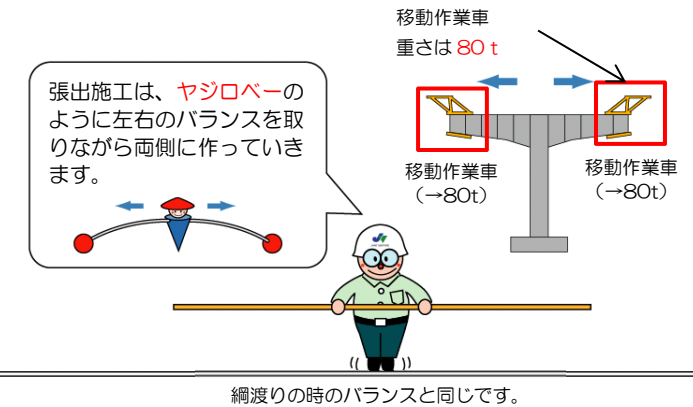 移動作業車
重さは 80 t
張出施工は、ヤジロベーの
ように左右のバランスを取
りながら両側に作っていき
ます。
移動作業車
（→80t）
移動作業車
（→80t）
綱渡りの時のバランスと同じです。